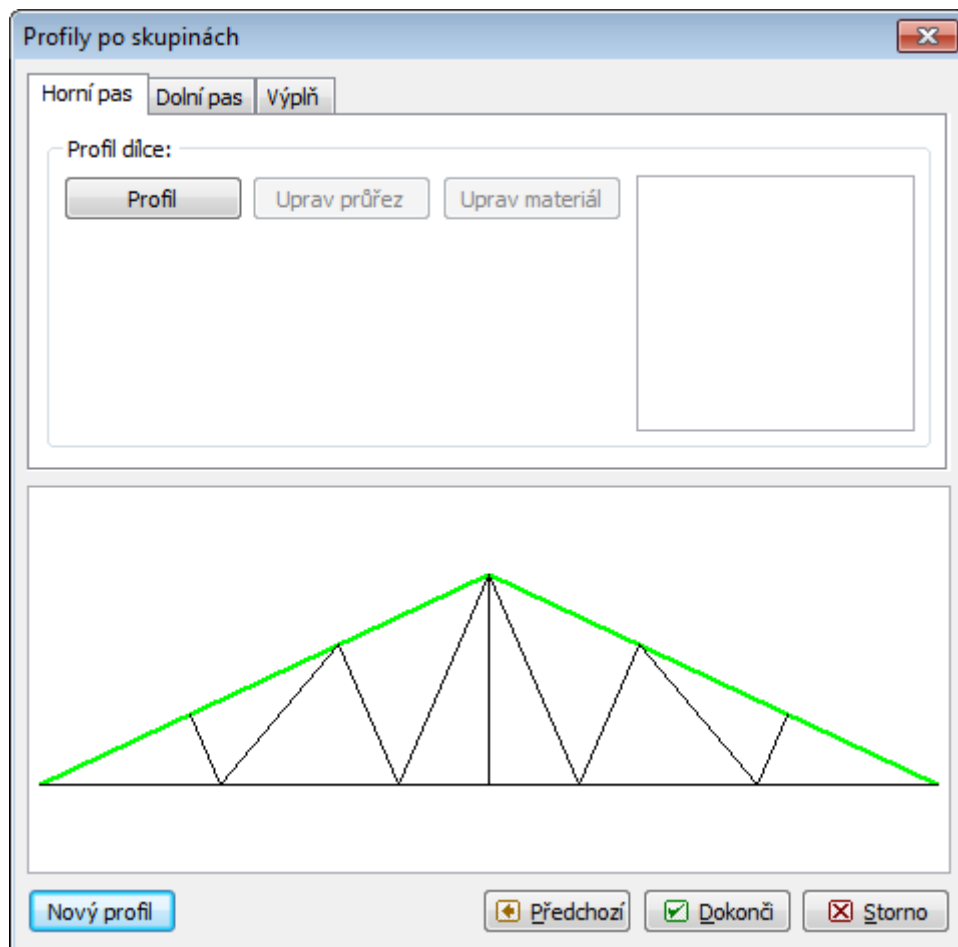 Profily po skupinách
Horní pas Dolní pas Výplň
Profil dílce:
Profil Uprav průřez Uprav materiál
Nový profil Předchozí Dokonči Storno